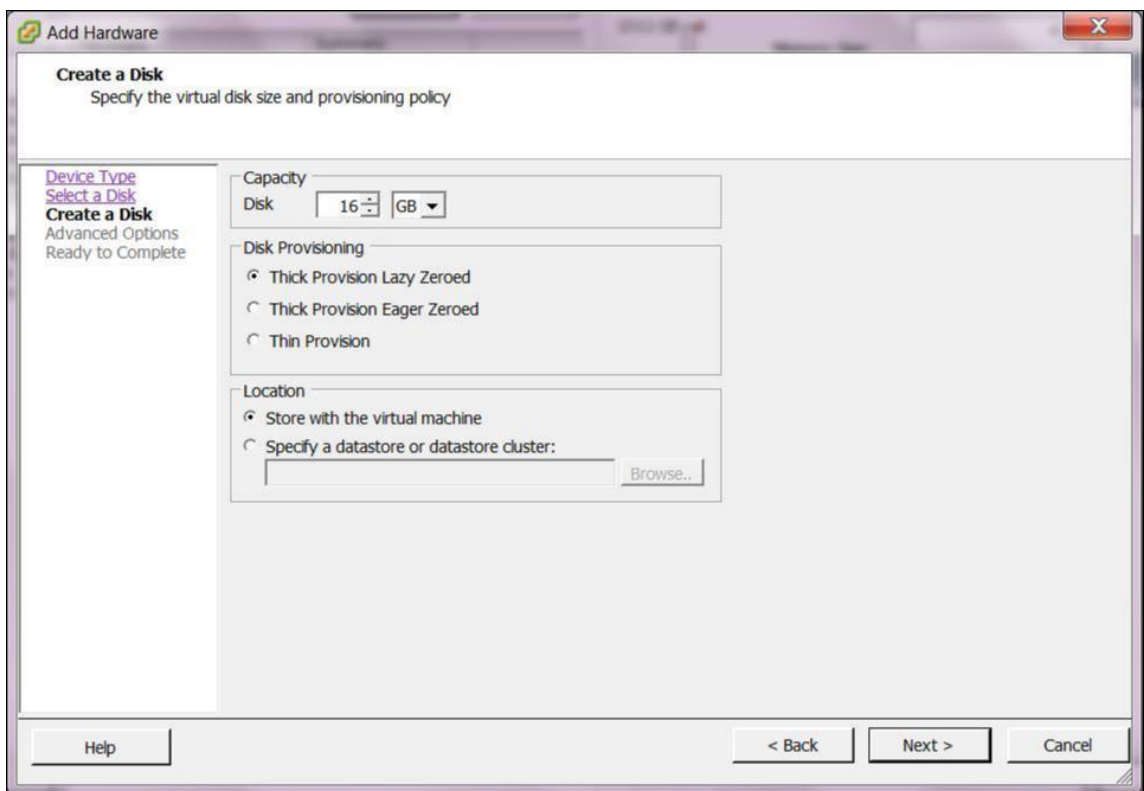 Add Hardware
Create a Disk
Specify the virtual disk size and provisioning policy
Device Type
Select a Disk
Create a Disk
Advanced Options
Ready to Complete
Capacity
Disk 16 GB
Disk Provisioning
Thick Provision Lazy Zeroed
Thick Provision Eager Zeroed
Thin Provision
Location
Store with the virtual machine
Specify a datastore or datastore cluster:
Browse..
Help
< Back
Next >
Cancel